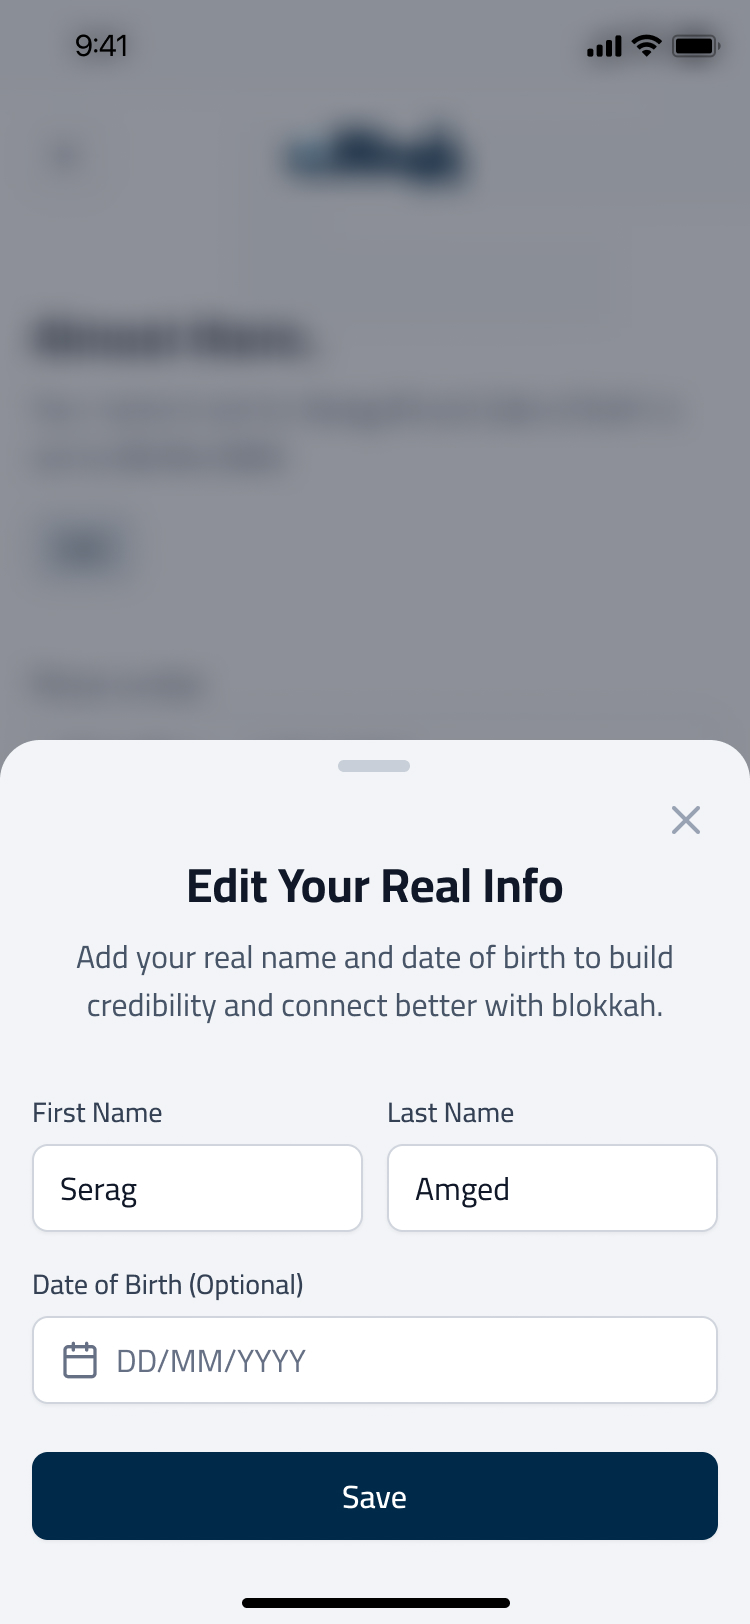 9:41
Edit Your Real Info
Add your real name and date of birth to build
credibility and connect better with blokkah.
First Name
Last Name
Serag
Amged
Date of Birth (Optional)
DD/MM/YYYY
Save